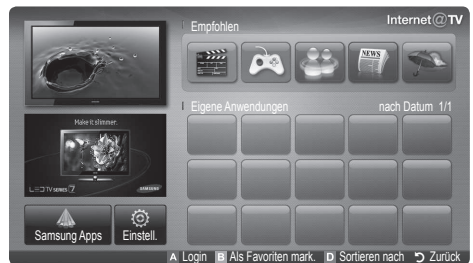 Internet@TV
Empfohlen
NEWS
Eigene Anwendungen nach Datum 1/1
Make it slimmer.
LED TV SERIES 7 SAMSUNG
Samsung Apps Einstell.
A Login B Als Favoriten mark. D Sortieren nach Zurück